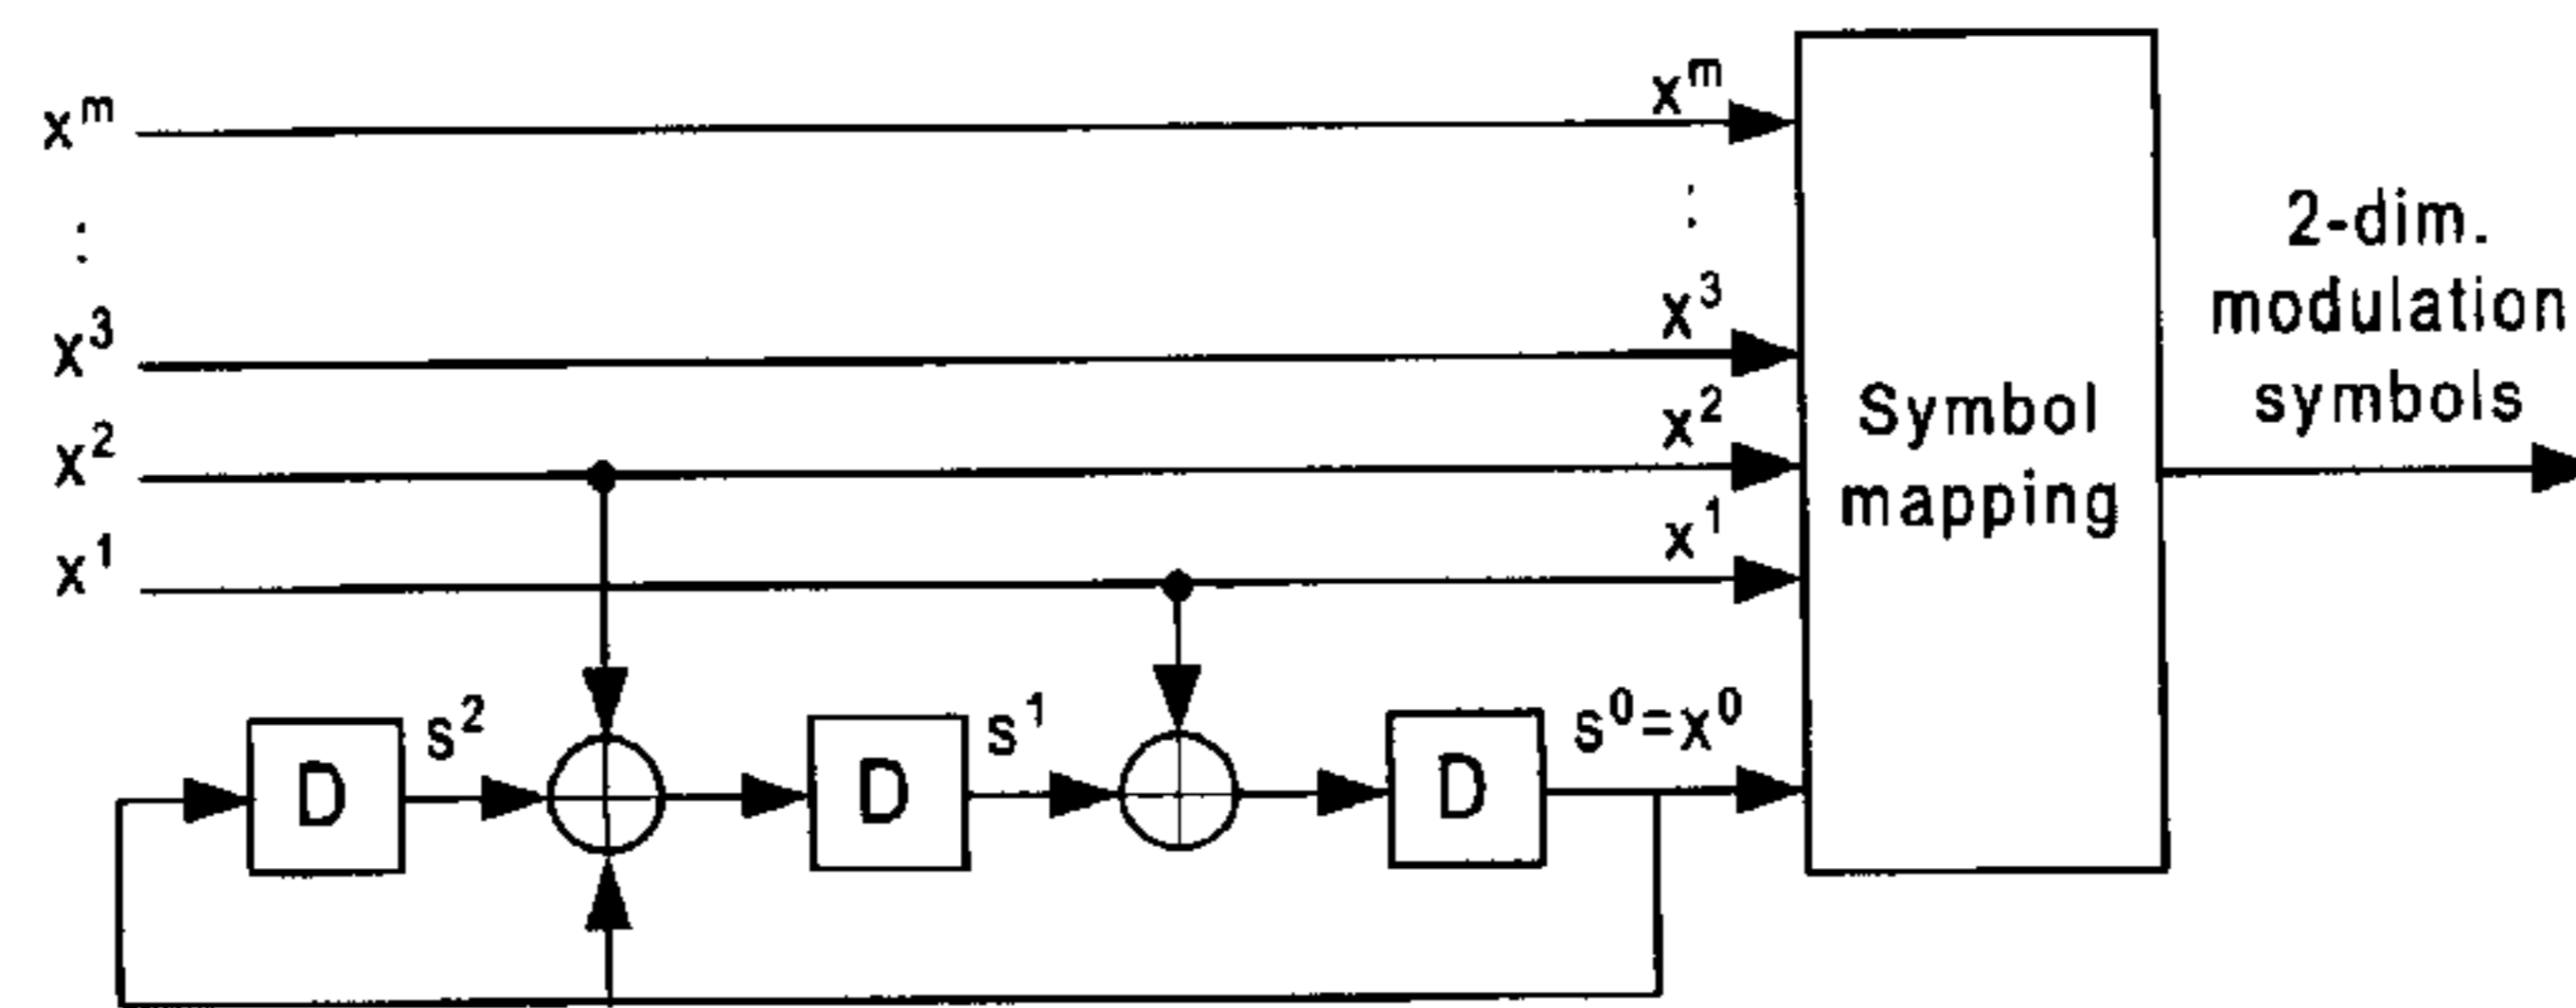 x^m
x^m
⋮
⋮
x^3
x^3
x^2
x^2
x^1
x^1
2-dim.
modulation
symbols
Symbol
mapping
s^2
s^1
s^0=x^0
D
D
D